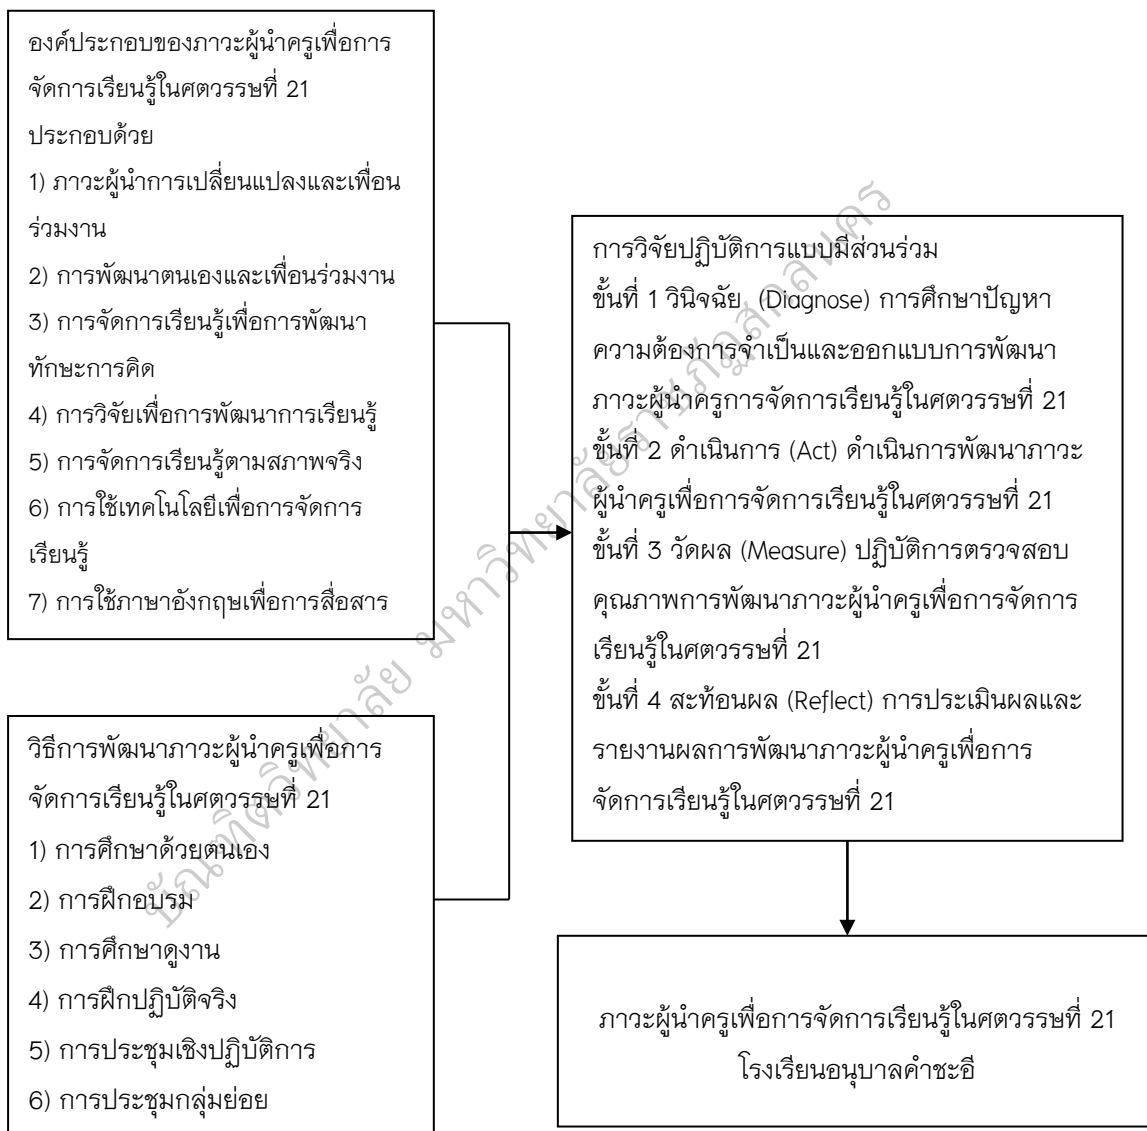 องค์ประกอบของภาวะผู้นำครูเพื่อการ
จัดการเรียนรู้ในศตวรรษที่ 21
ประกอบด้วย
1) ภาวะผู้นำการเปลี่ยนแปลงและเพื่อน
ร่วมงาน
2) การพัฒนาตนเองและเพื่อนร่วมงาน
3) การจัดการเรียนรู้เพื่อการพัฒนา
ทักษะการคิด
4) การวิจัยเพื่อการพัฒนาการเรียนรู้
5) การจัดการเรียนรู้ตามสภาพจริง
6) การใช้เทคโนโลยีเพื่อการจัดการ
เรียนรู้
7) การใช้ภาษาอังกฤษเพื่อการสื่อสาร
วิธีการพัฒนาภาวะผู้นำครูเพื่อการ
จัดการเรียนรู้ในศตวรรษที่ 21
1) การศึกษาด้วยตนเอง
2) การฝึกอบรม
3) การศึกษาดูงาน
4) การฝึกปฏิบัติจริง
5) การประชุมเชิงปฏิบัติการ
6) การประชุมกลุ่มย่อย
การวิจัยปฏิบัติการแบบมีส่วนร่วม
ขั้นที่ 1 วินิจฉัย (Diagnose) การศึกษาปัญหา
ความต้องการจำเป็นและออกแบบการพัฒนา
ภาวะผู้นำครูการจัดการเรียนรู้ในศตวรรษที่ 21
ขั้นที่ 2 ดำเนินการ (Act) ดำเนินการพัฒนาภาวะ
ผู้นำครูเพื่อการจัดการเรียนรู้ในศตวรรษที่ 21
ขั้นที่ 3 วัดผล (Measure) ปฏิบัติการตรวจสอบ
คุณภาพการพัฒนาภาวะผู้นำครูเพื่อการจัดการ
เรียนรู้ในศตวรรษที่ 21
ขั้นที่ 4 สะท้อนผล (Reflect) การประเมินผลและ
รายงานผลการพัฒนาภาวะผู้นำครูเพื่อการ
จัดการเรียนรู้ในศตวรรษที่ 21
ภาวะผู้นำครูเพื่อการจัดการเรียนรู้ในศตวรรษที่ 21
โรงเรียนอนุบาลคำชะอี
บัณฑิตวิทยาลัย มหาวิทยาลัยราชภัฏสกลนคร